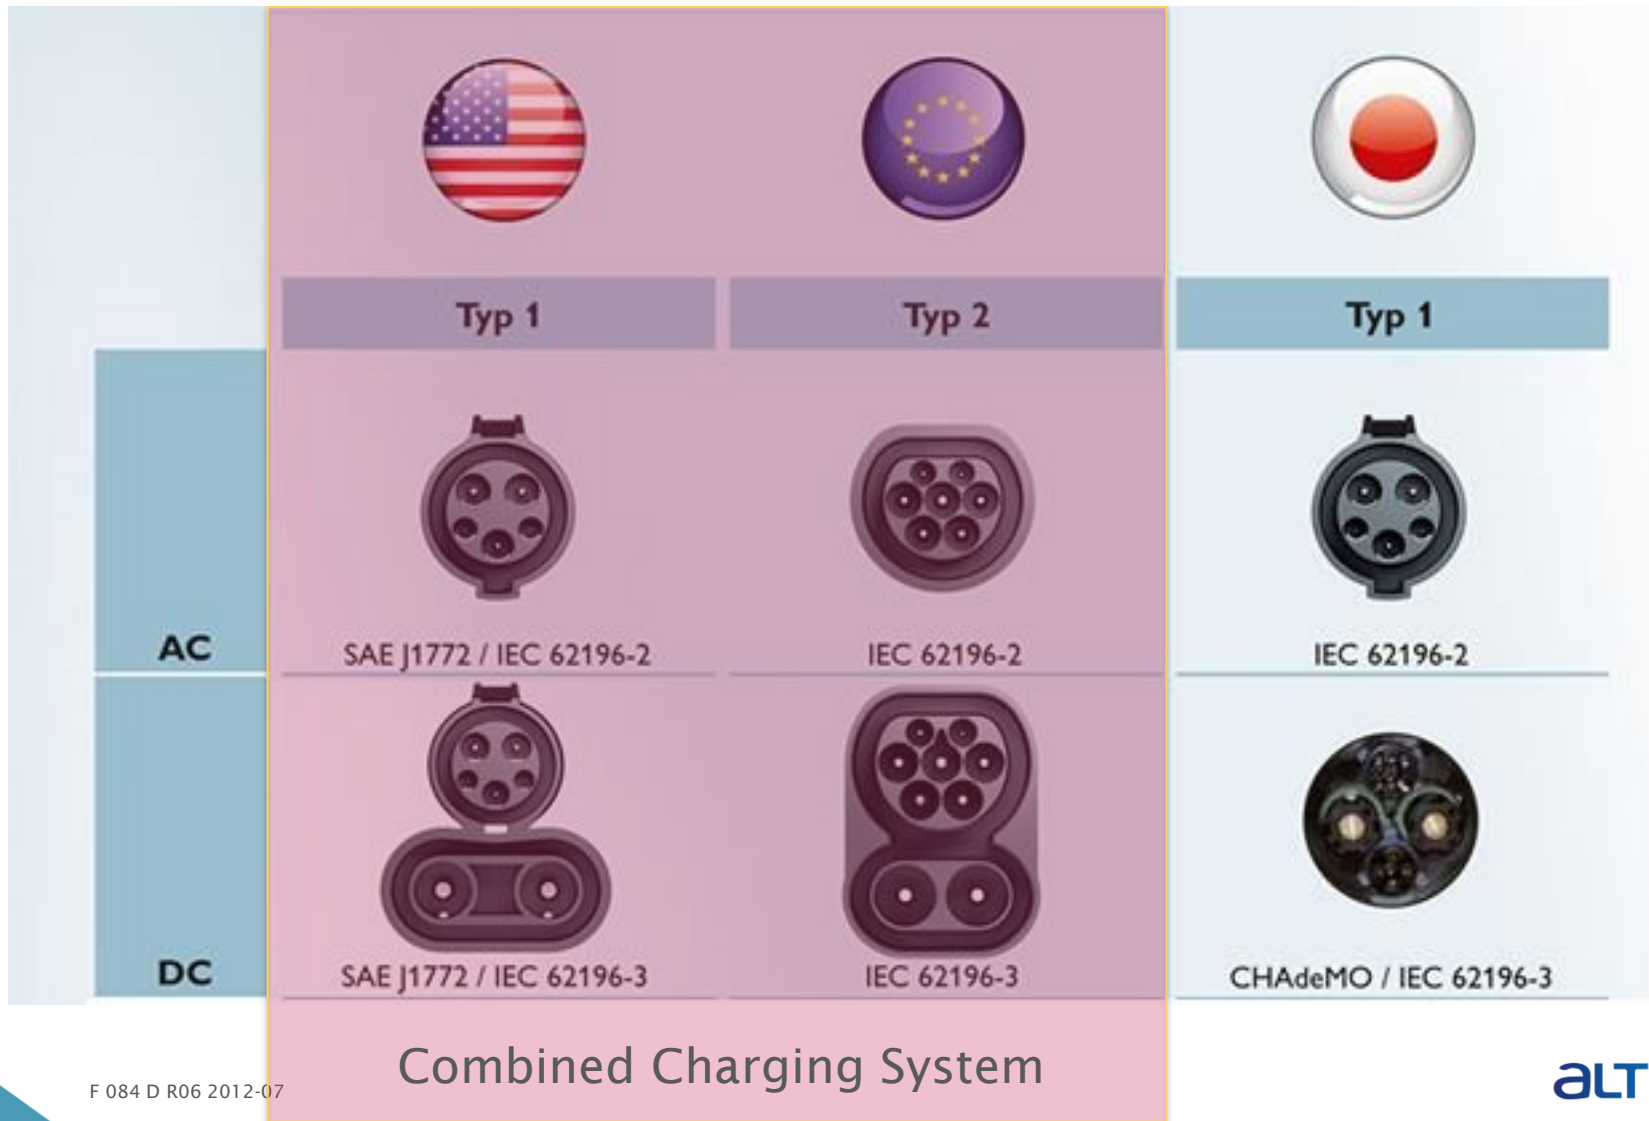 Typ 1
Typ 2
Typ 1
AC
SAE J1772 / IEC 62196-2
IEC 62196-2
IEC 62196-2
DC
SAE J1772 / IEC 62196-3
IEC 62196-3
CHAdeMO / IEC 62196-3
Combined Charging System
F 084 D R06 2012-07
aLT